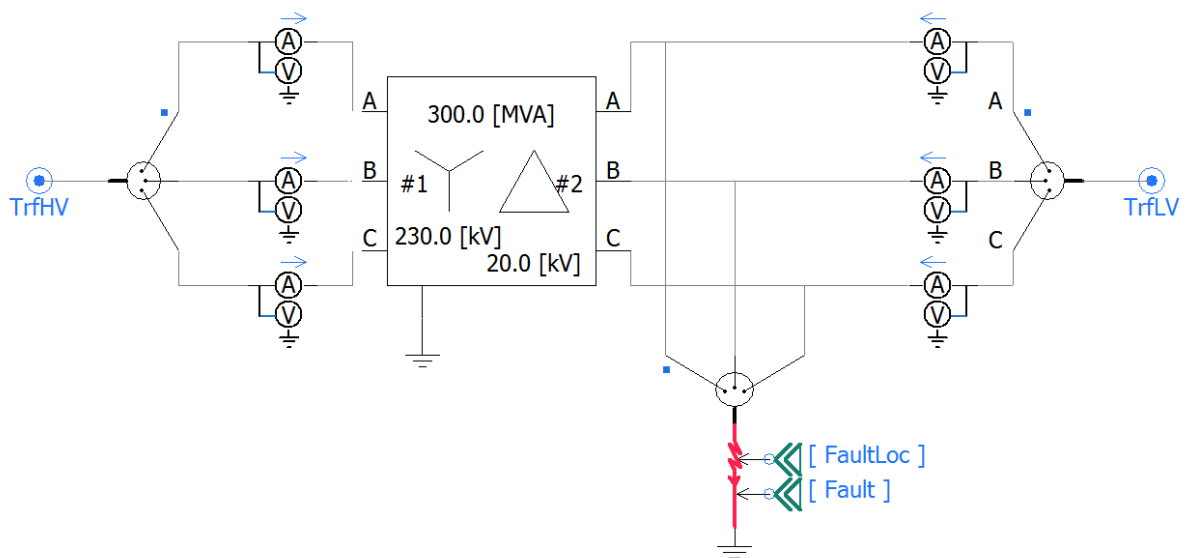 A
A
V
V
A
A
300.0 [MVA]
A
A
A
V
#1
B
#2
B
A
V
B
TrfHV
TrfLV
230.0 [kV]
C
20.0 [kV]
C
C
A
V
A
V
[ FaultLoc ]
[ Fault ]